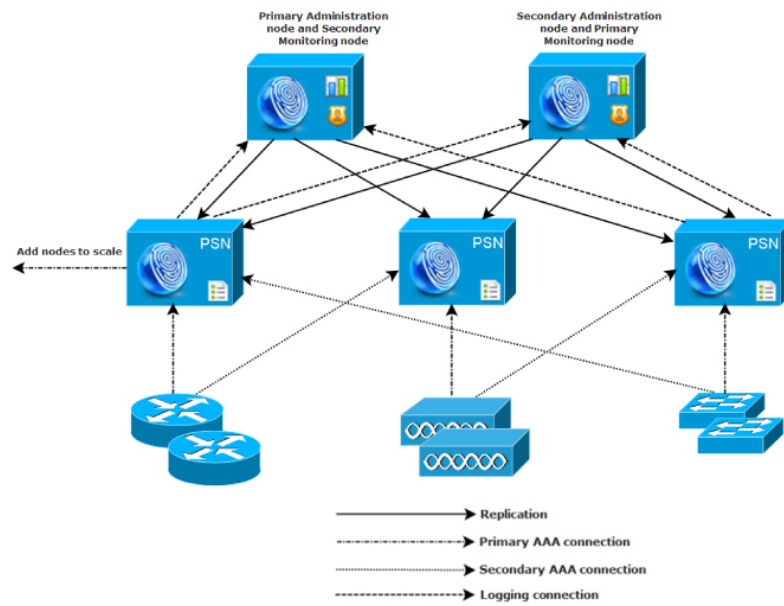 Primary Administration
node and Secondary
Monitoring node
Secondary Administration
node and Primary
Monitoring node
PSN
PSN
PSN
Add nodes to scale
Replication
Primary AAA connection
Secondary AAA connection
Logging connection